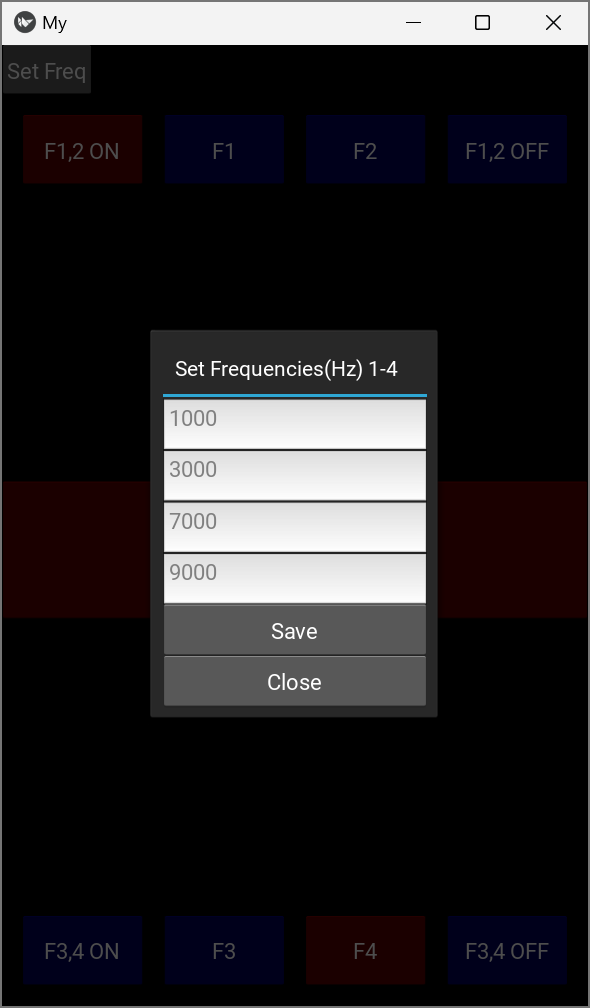 My
Set Freq
F1,2 ON F1 F2 F1,2 OFF
Set Frequencies(Hz) 1-4
1000
3000
7000
9000
Save
Close
F3,4 ON F3 F4 F3,4 OFF